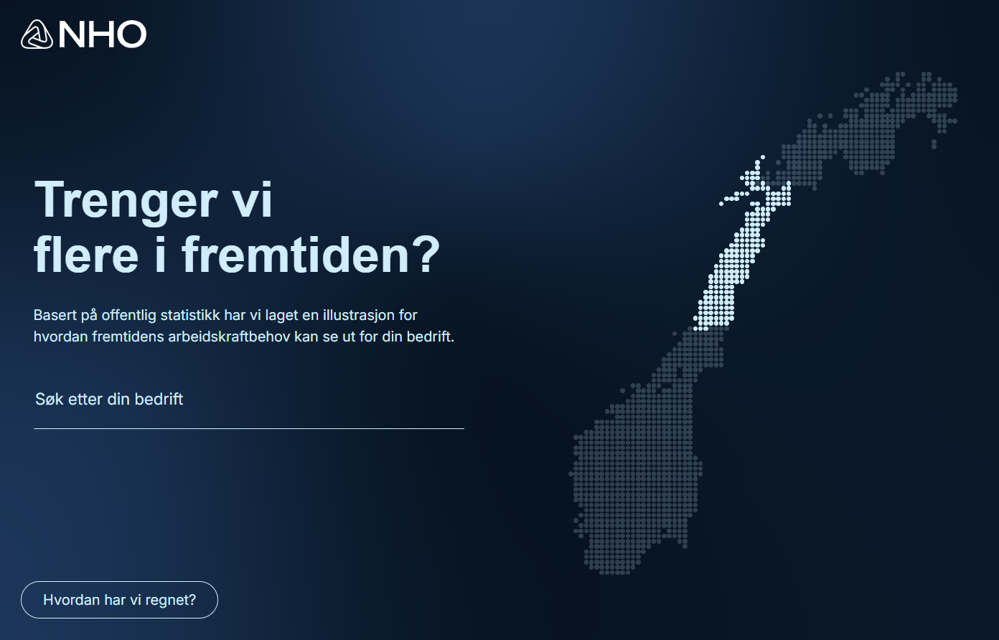 NHO
Trenger vi
flere i fremtiden?
Basert på offentlig statistikk har vi laget en illustrasjon for
hvordan fremtidens arbeidskraftbehov kan se ut for din bedrift.
Søk etter din bedrift
Hvordan har vi regnet?